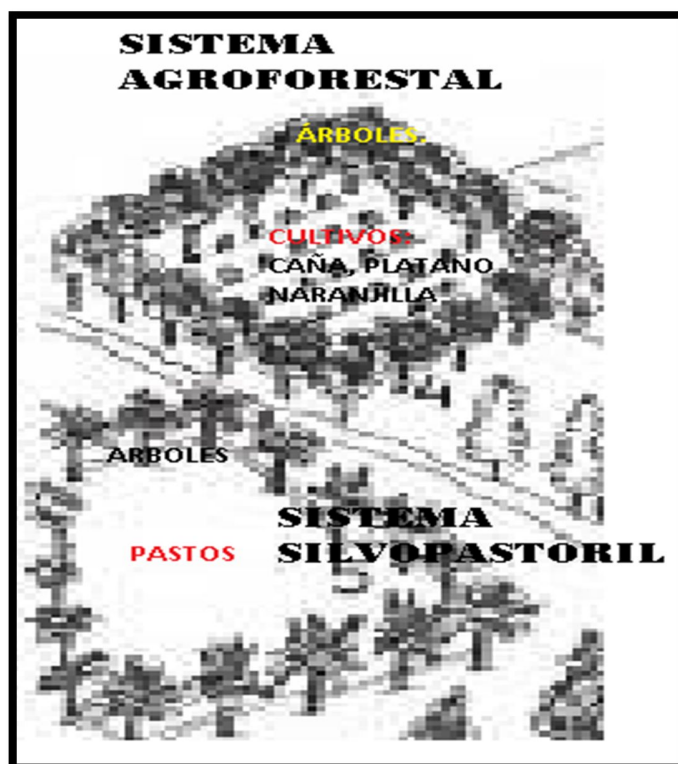 SISTEMA
AGROFORESTAL
ÁRBOLES.
CULTIVOS:
CAÑA, PLATANO
NARANJILLA
ARBOLES
PASTOS
SISTEMA
SILVOPASTORIL